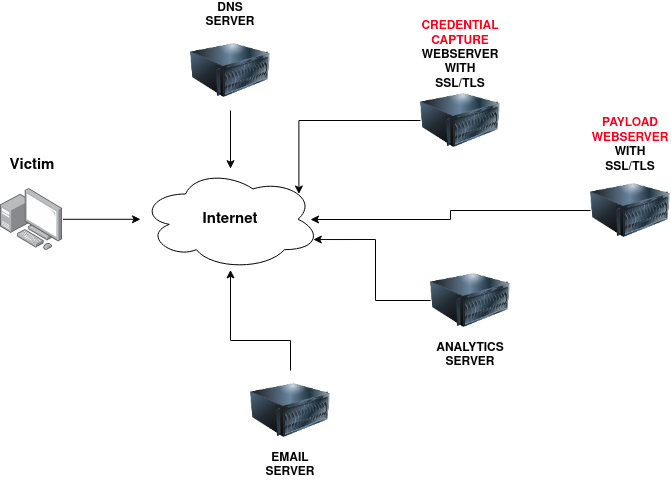 DNS
SERVER
CREDENTIAL
CAPTURE
WEBSERVER
WITH
SSL/TLS
PAYLOAD
WEBSERVER
WITH
SSL/TLS
Victim
Internet
ANALYTICS
SERVER
EMAIL
SERVER